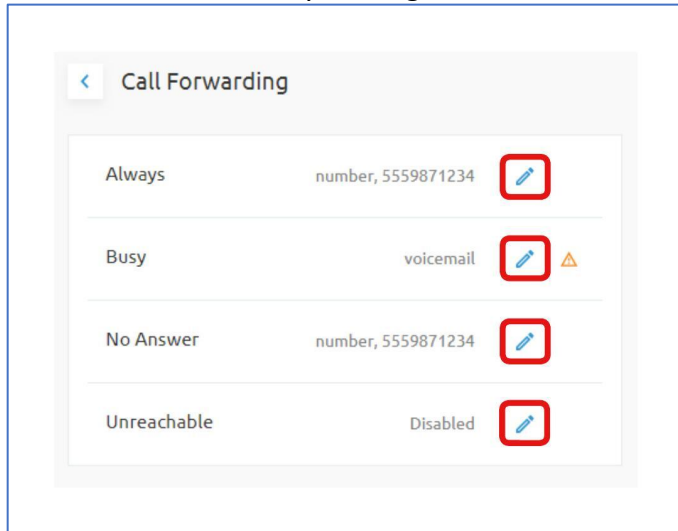 Call Forwarding
Always number, 5559871234
Busy voicemail
No Answer number, 5559871234
Unreachable Disabled